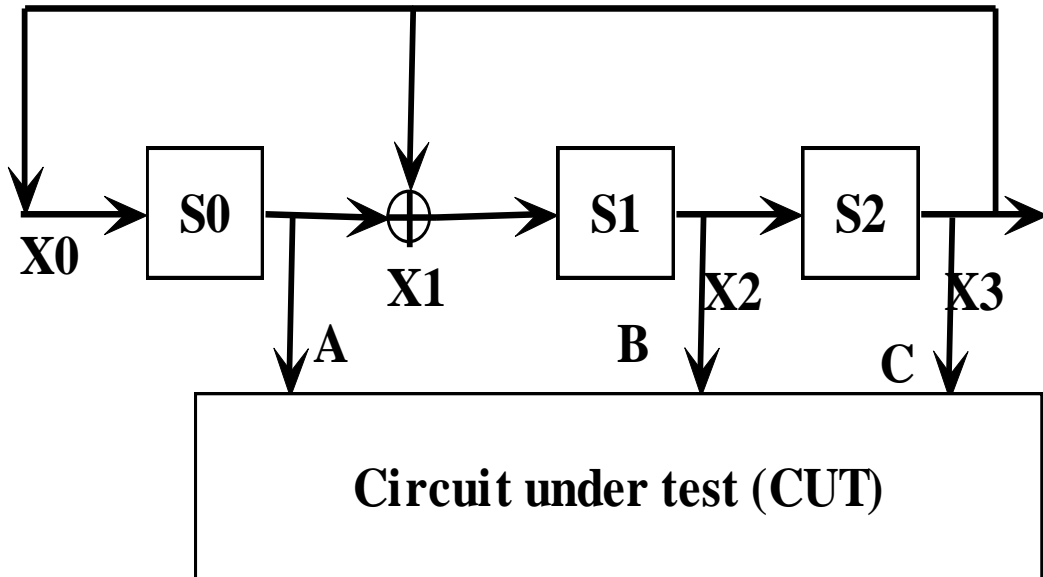 S0
S1
S2
X0
X1
X2
X3
A
B
C
Circuit under test (CUT)